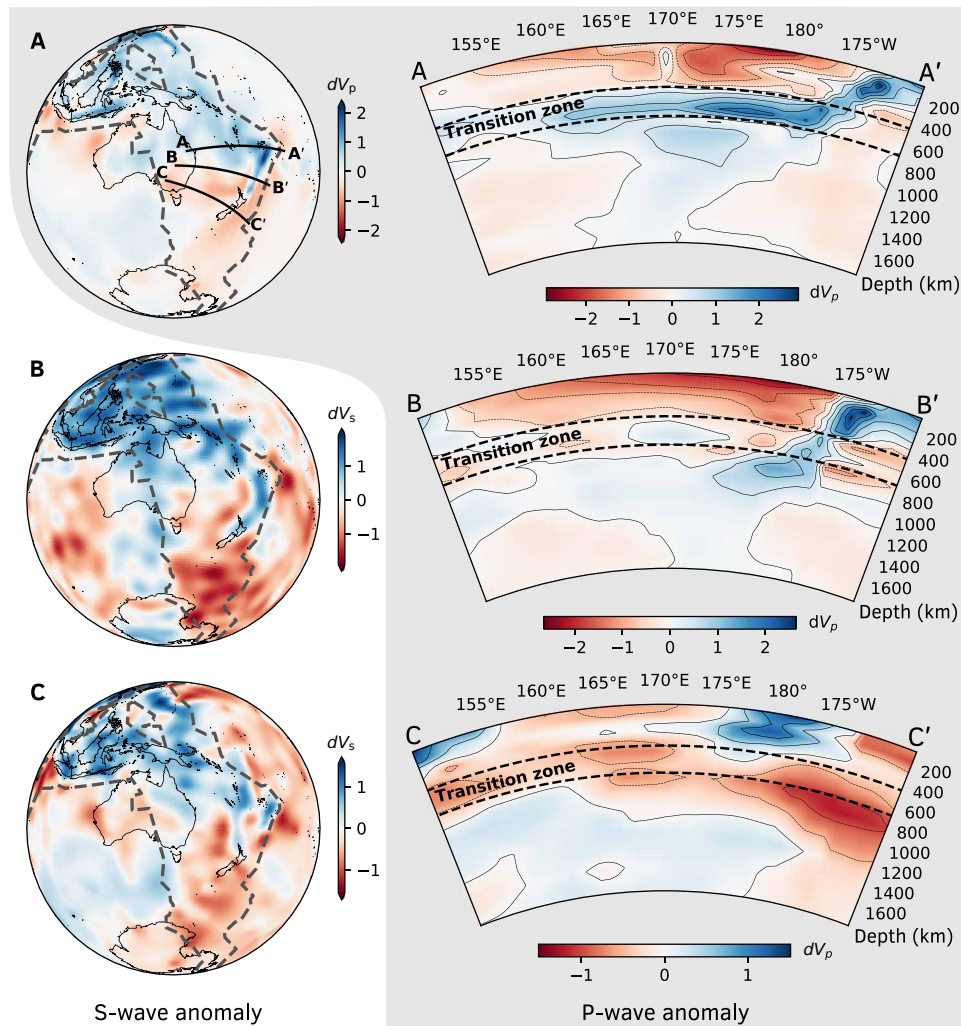 A
dVp
2
1
0
−1
−2
A
A′
B
B′
C
C′
155°E
160°E
165°E
170°E
175°E
180°
175°W
A
A′
Transition zone
200
400
600
800
1000
1200
1400
1600
Depth (km)
−2
−1
0
1
2
dVp
B
dVs
1
0
−1
155°E
160°E
165°E
170°E
175°E
180°
175°W
B
B′
Transition zone
200
400
600
800
1000
1200
1400
1600
Depth (km)
−2
−1
0
1
2
dVp
C
dVs
1
0
−1
155°E
160°E
165°E
170°E
175°E
180°
175°W
C
C′
Transition zone
200
400
600
800
1000
1200
1400
1600
Depth (km)
−1
0
1
dVp
S-wave anomaly
P-wave anomaly